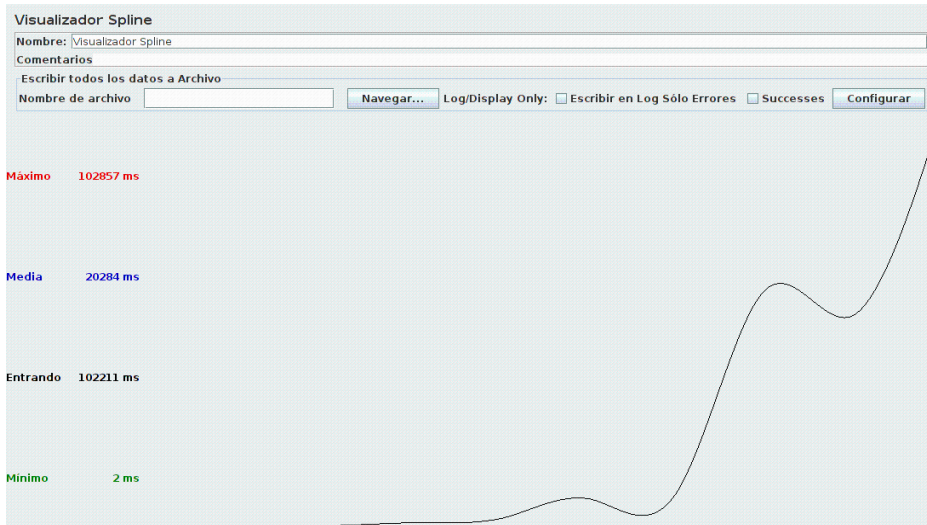 Visualizador Spline
Nombre: Visualizador Spline
Comentarios
Escribir todos los datos a Archivo
Nombre de archivo Navegar... Log/Display Only: Escribir en Log Sólo Errores Successes Configurar
Máximo 102857 ms
Media 20284 ms
Entrando 102211 ms
Mínimo 2 ms